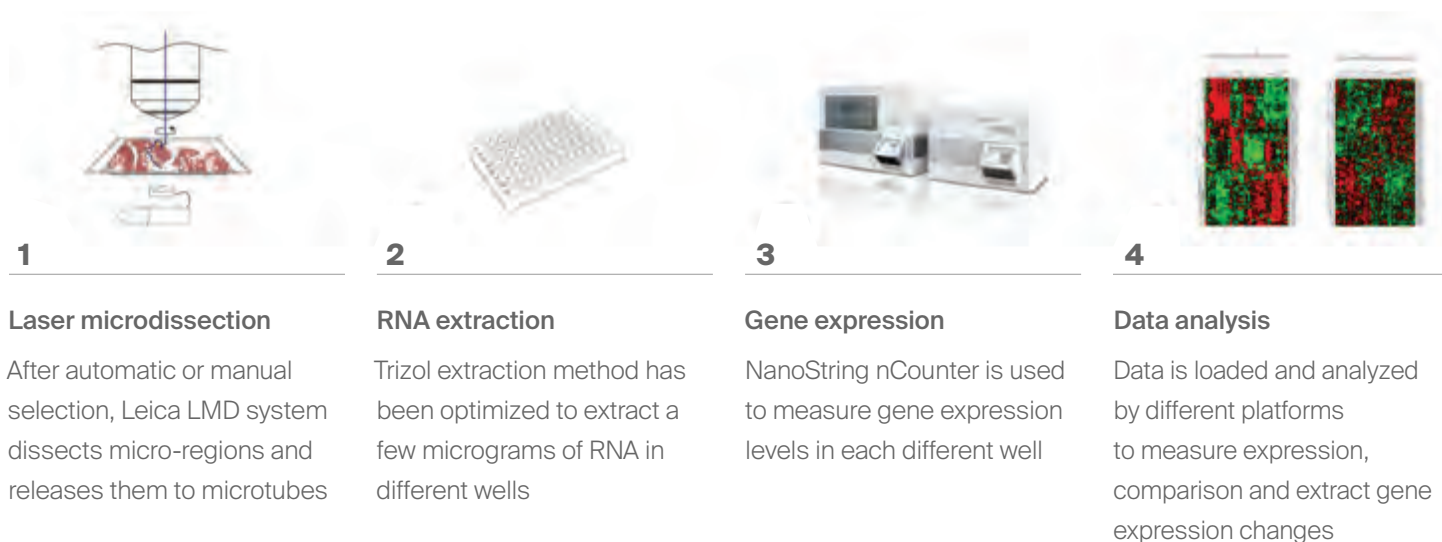 1
Laser microdissection
After automatic or manual
selection, Leica LMD system
dissects micro-regions and
releases them to microtubes
2
RNA extraction
Trizol extraction method has
been optimized to extract a
few micrograms of RNA in
different wells
3
Gene expression
NanoString nCounter is used
to measure gene expression
levels in each different well
4
Data analysis
Data is loaded and analyzed
by different platforms
to measure expression,
comparison and extract gene
expression changes